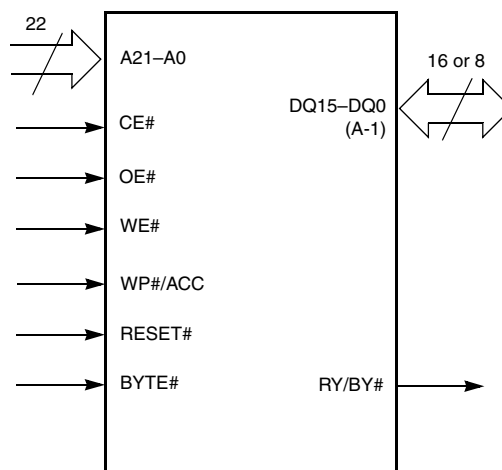 22
A21–A0
16 or 8
DQ15–DQ0
(A-1)
CE#
OE#
WE#
WP#/ACC
RESET#
BYTE#
RY/BY#